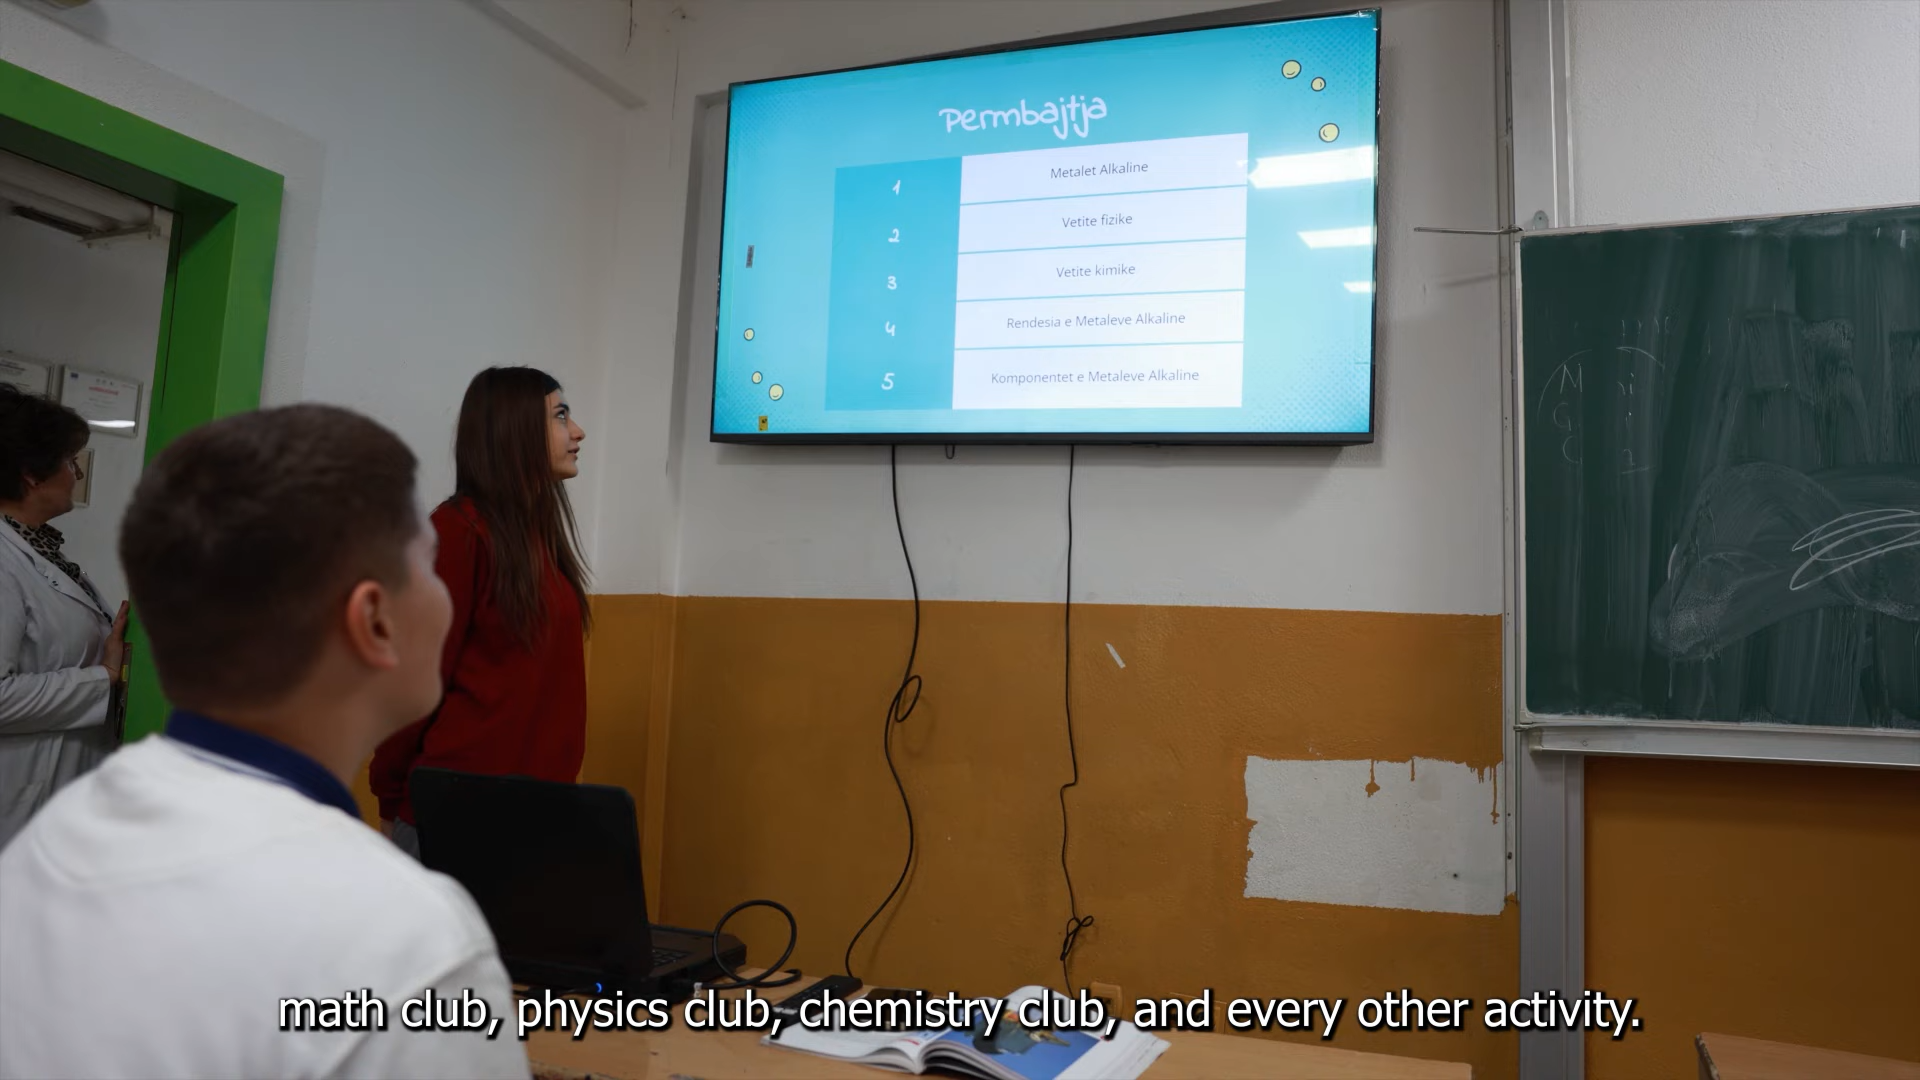 Permbajtja
1 Metalet Alkaline
2 Vetite fizike
3 Vetite kimike
4 Rendesia e Metaleve Alkaline
5 Komponentet e Metaleve Alkaline
math club, physics club, chemistry club, and every other activity.